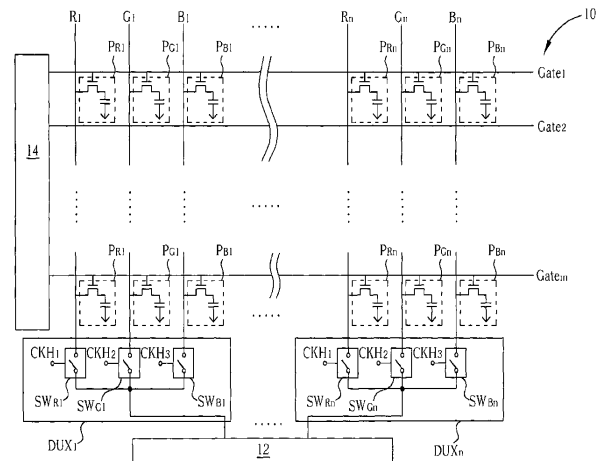 R1 G1 B1 ..... Rn Gn Bn
10
PR1 PG1 PB1 PRn PGn PBn
Gate1
14
Gate2
PR1 PG1 PB1 PRn PGn PBn
Gatem
CKH1 CKH2 CKH3 CKH1 CKH2 CKH3
SWR1 SWG1 SWB1 SWRn SWGn SWBn
DUX1 DUXn
12